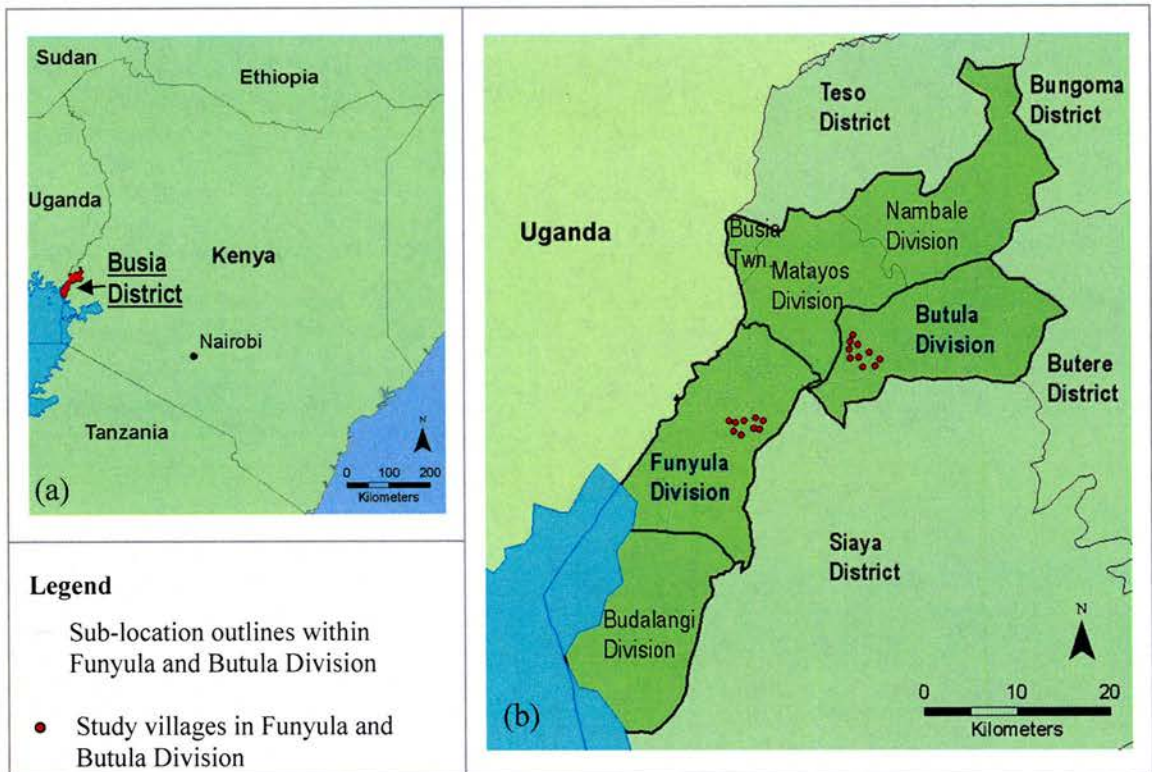 Sudan
Ethiopia
Uganda
Kenya
Busia
District
Nairobi
Tanzania
N
0 100 200
Kilometers
(a)
Legend
Sub-location outlines within
Funyula and Butula Division
Study villages in Funyula and
Butula Division
Teso
District
Bungoma
District
Uganda
Busia
Twn.
Nambale
Division
Matayos
Division
Butula
Division
Butere
District
Funyula
Division
Siaya
District
Budalangi
Division
N
0 10 20
Kilometers
(b)